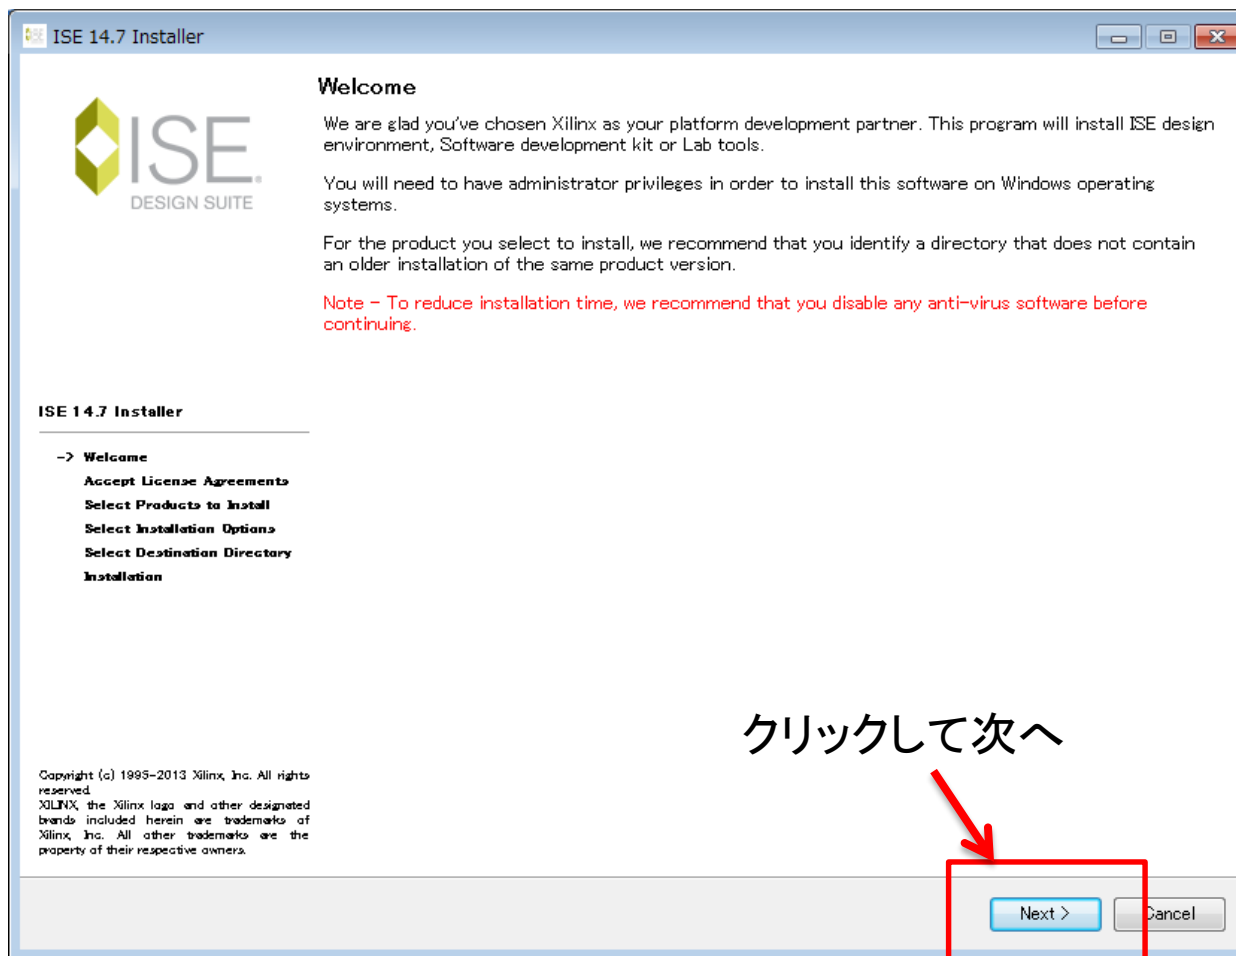 ISE 14.7 Installer
ISE
DESIGN SUITE
Welcome
We are glad you've chosen Xilinx as your platform development partner. This program will install ISE design
environment, Software development kit or Lab tools.
You will need to have administrator privileges in order to install this software on Windows operating
systems.
For the product you select to install, we recommend that you identify a directory that does not contain
an older installation of the same product version.
Note - To reduce installation time, we recommend that you disable any anti-virus software before
continuing.
ISE 14.7 Installer
-> Welcome
Accept License Agreements
Select Products to Install
Select Installation Options
Select Destination Directory
Installation
クリックして次へ
Copyright (c) 1995-2013 Xilinx, Inc. All rights
reserved.
XILINX, the Xilinx logo and other designated
brands included herein are trademarks of
Xilinx, Inc. All other trademarks are the
property of their respective owners.
Next >
Cancel